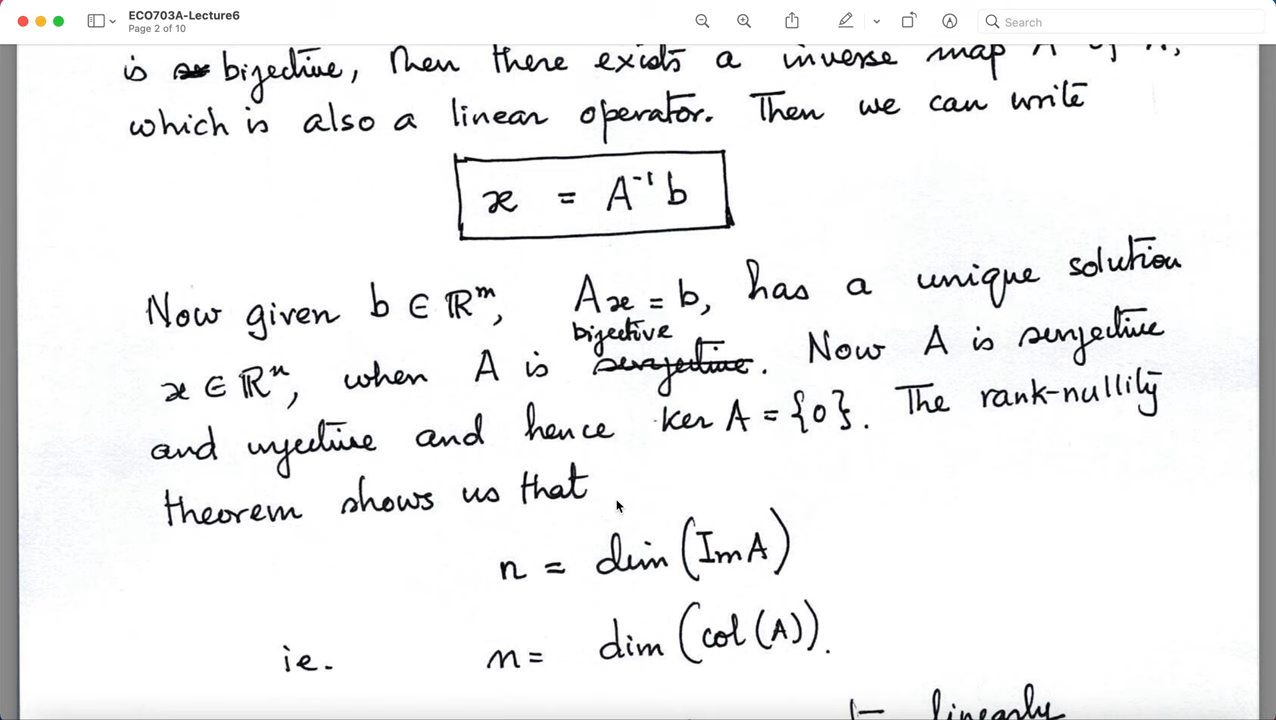 ECO703A-Lecture6
Page 2 of 10
Search
is bijective, then there exists a inverse map A
which is also a linear operator. Then we can write
x = A⁻¹b
Now given b ∈ ℝᵐ, Ax = b, has a unique solution
bijective
x ∈ ℝⁿ, when A is surjective. Now A is surjective
and injective and hence ker A = {0}. The rank-nullity
theorem shows us that
n = dim (Im A)
ie. n = dim (col (A)).
linearly